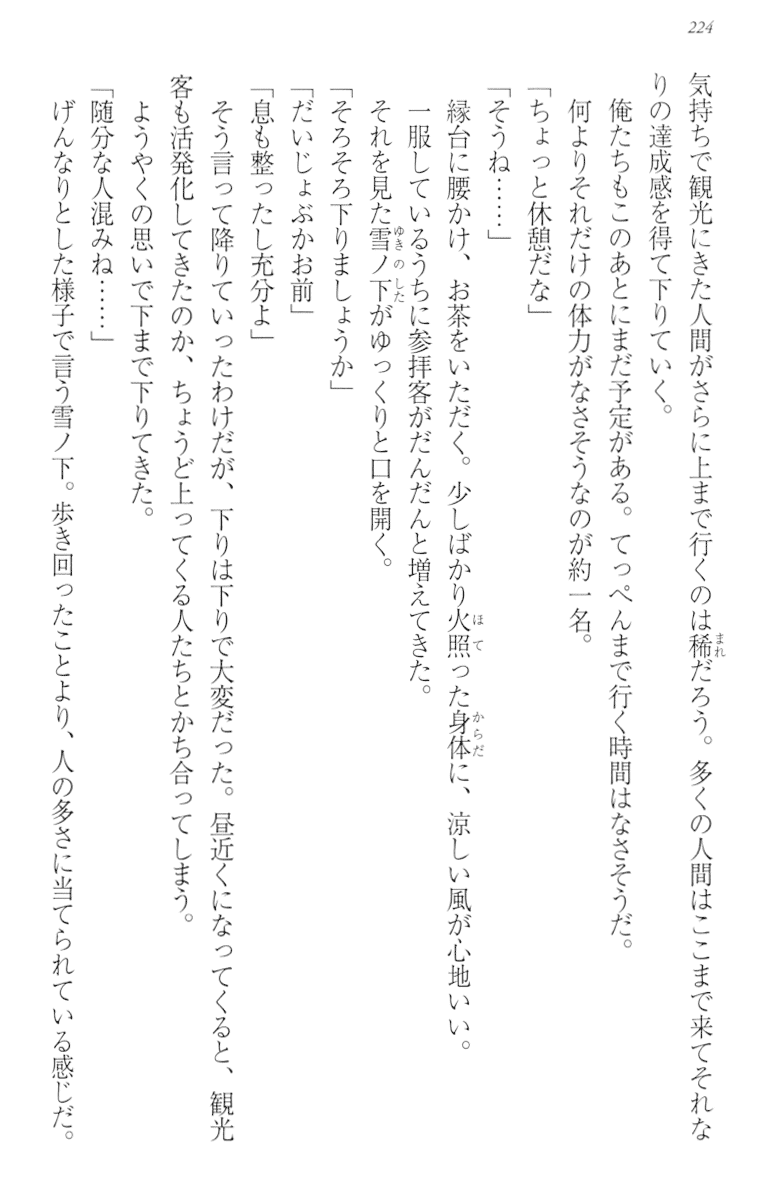 224
気持ちで観光にきた人間がさらに上まで行くのは稀だろう。多くの人間はここまで来てそれな
りの達成感を得て下りていく。
俺たちもこのあとにまだ予定がある。てっぺんまで行く時間はなさそうだ。
何よりそれだけの体力がなさそうなのが約一名。
「ちょっと休憩だな」
「そうね……」
縁台に腰かけ、お茶をいただく。少しばかり火照った身体に、涼しい風が心地いい。
一服しているうちに参拝客がだんだんと増えてきた。
それを見た雪ノ下がゆっくりと口を開く。
「そろそろ下りましょうか」
「だいじょぶかお前」
「息も整ったし充分よ」
そう言って降りていったわけだが、下りは下りで大変だった。昼近くになってくると、観光
客も活発化してきたのか、ちょうど上ってくる人たちとかち合ってしまう。
ようやくの思いで下まで下りてきた。
「随分な人混みね……」
げんなりとした様子で言う雪ノ下。歩き回ったことより、人の多さに当てられている感じだ。